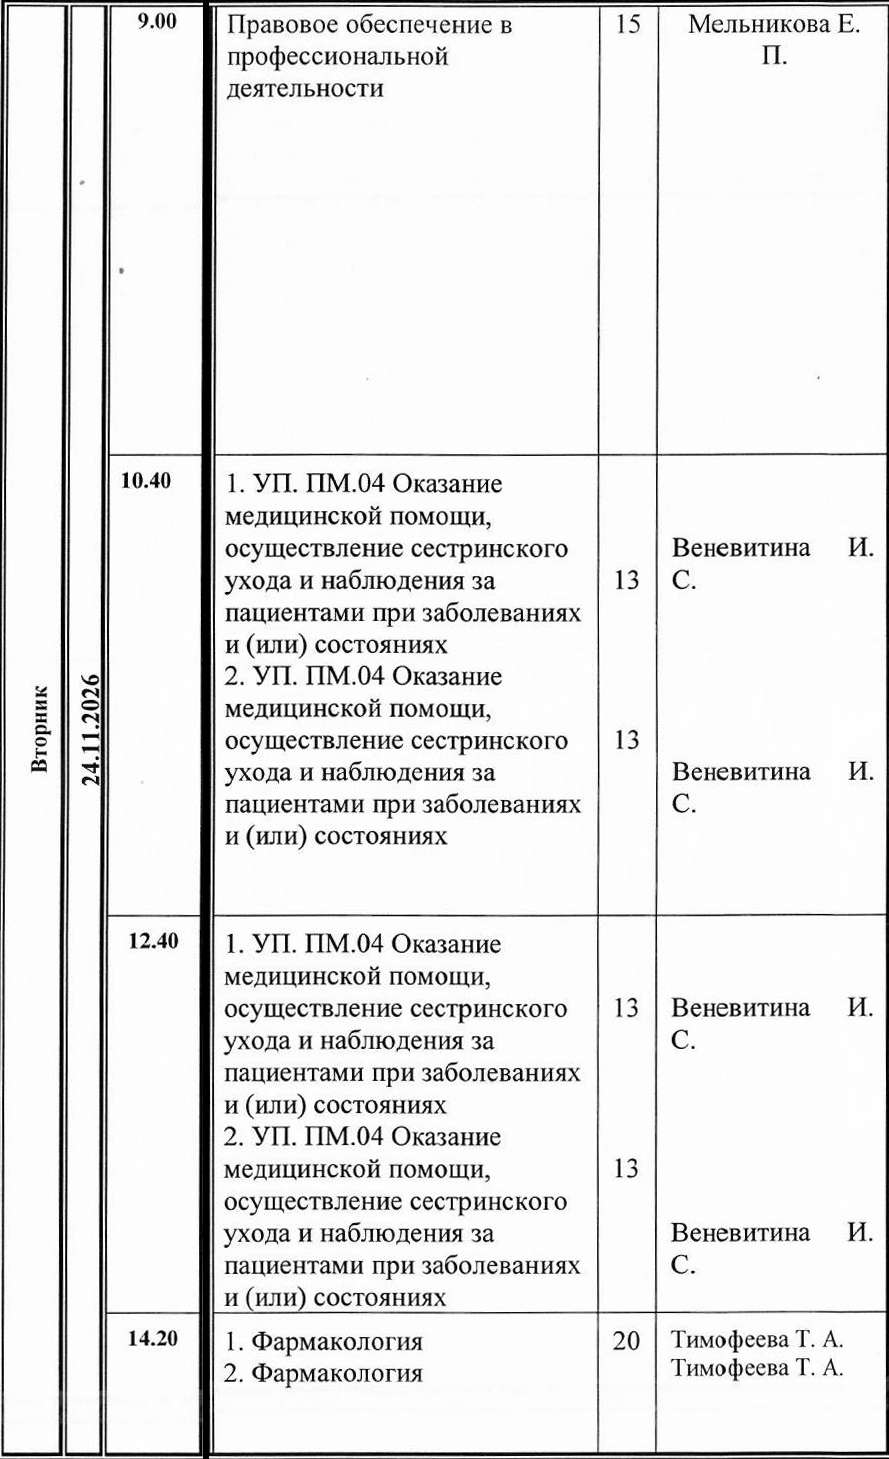 Вторник
24.11.2026
9.00
Правовое обеспечение в
профессиональной
деятельности
15
Мельникова Е.
П.
10.40
1. УП. ПМ.04 Оказание
медицинской помощи,
осуществление сестринского
ухода и наблюдения за
пациентами при заболеваниях
и (или) состояниях
13
Веневитина И.
С.
2. УП. ПМ.04 Оказание
медицинской помощи,
осуществление сестринского
ухода и наблюдения за
пациентами при заболеваниях
и (или) состояниях
13
Веневитина И.
С.
12.40
1. УП. ПМ.04 Оказание
медицинской помощи,
осуществление сестринского
ухода и наблюдения за
пациентами при заболеваниях
и (или) состояниях
13
Веневитина И.
С.
2. УП. ПМ.04 Оказание
медицинской помощи,
осуществление сестринского
ухода и наблюдения за
пациентами при заболеваниях
и (или) состояниях
13
Веневитина И.
С.
14.20
1. Фармакология
2. Фармакология
20
Тимофеева Т. А.
Тимофеева Т. А.